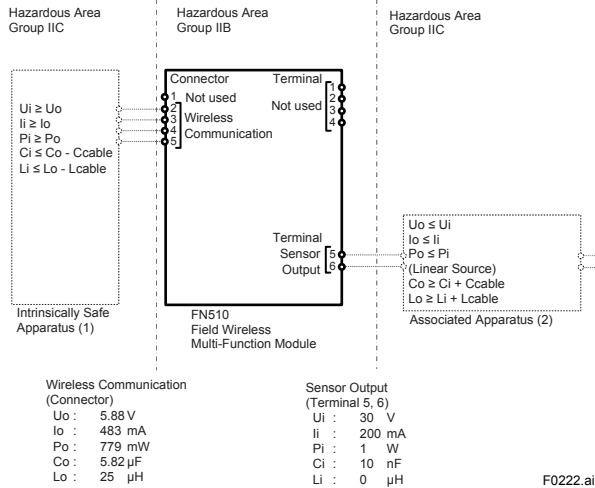 Hazardous Area
Group IIC
Hazardous Area
Group IIB
Hazardous Area
Group IIC
Ui ≥ Uo
Ii ≥ Io
Pi ≥ Po
Ci ≤ Co - Ccable
Li ≤ Lo - Lcable
Intrinsically Safe
Apparatus (1)
Connector
1 Not used
2
3 Wireless
4 Communication
5
Terminal
1
2
Not used 3
4
Terminal
Sensor 5
Output 6
FN510
Field Wireless
Multi-Function Module
Uo ≤ Ui
Io ≤ Ii
Po ≤ Pi
(Linear Source)
Co ≥ Ci + Ccable
Lo ≥ Li + Lcable
Associated Apparatus (2)
Wireless Communication
(Connector)
Uo : 5.88 V
Io : 483 mA
Po : 779 mW
Co : 5.82 µF
Lo : 25 µH
Sensor Output
(Terminal 5, 6)
Ui : 30 V
Ii : 200 mA
Pi : 1 W
Ci : 10 nF
Li : 0 µH
F0222.ai